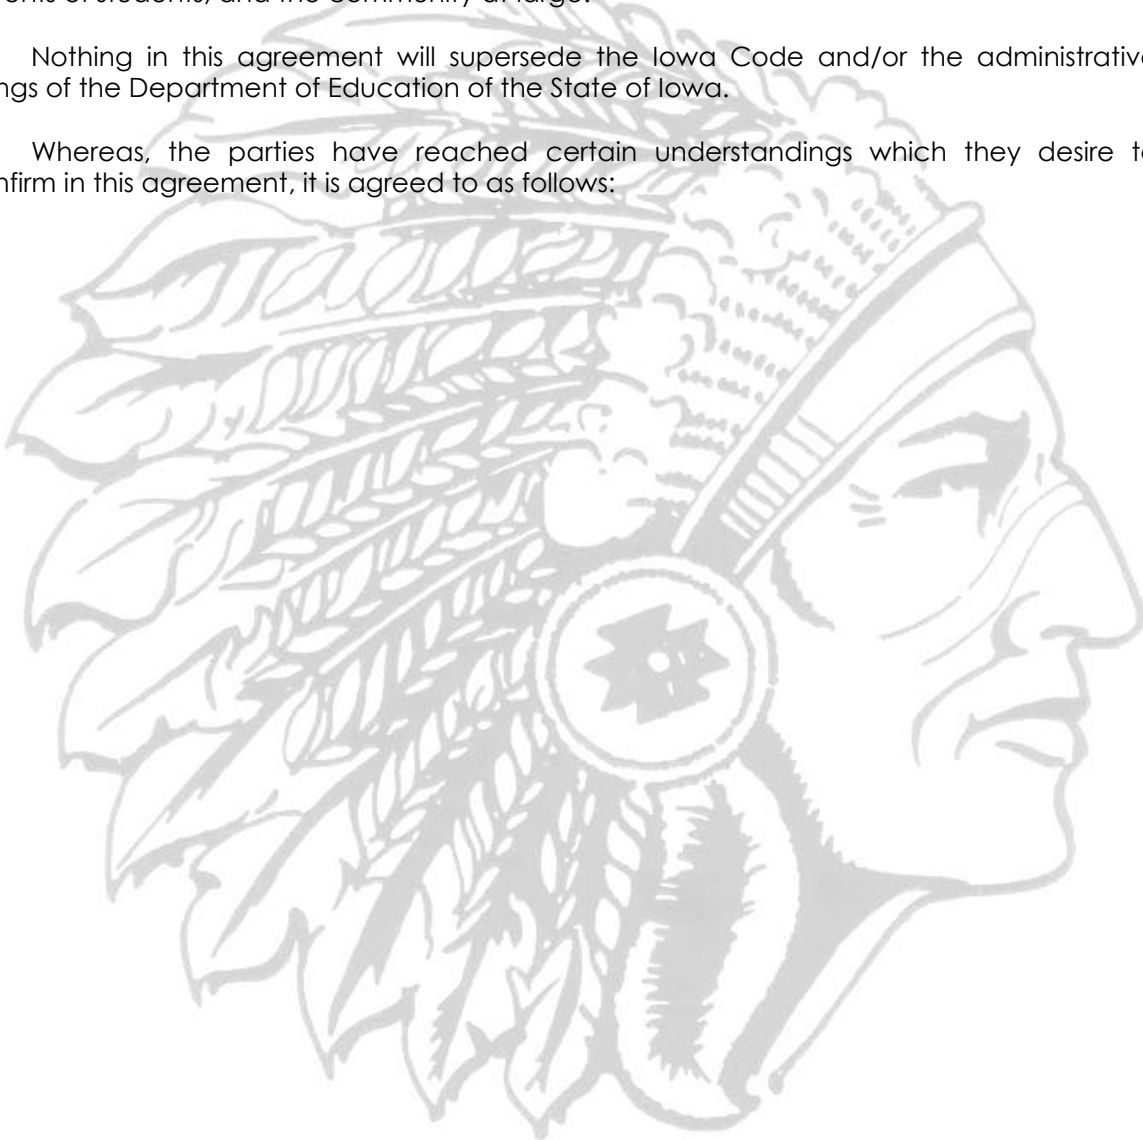 of students, and the community at large.
Nothing in this agreement will supersede the Iowa Code and/or the administrative
of the Department of Education of the State of Iowa.
Whereas, the parties have reached certain understandings which they desire
in this agreement, it is agreed to as follows: